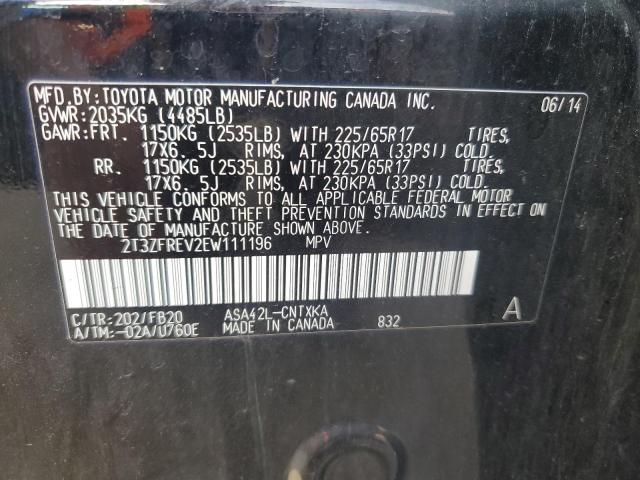 MFD.BY:TOYOTA MOTOR MANUFACTURING CANADA INC. 06/14
GVWR:2035KG (4485LB)
GAWR:FRT. 1150KG (2535LB) WITH 225/65R17 TIRES,
17X6. 5J RIMS, AT 230KPA (33PSI) COLD.
RR. 1150KG (2535LB) WITH 225/65R17 TIRES,
17X6. 5J RIMS, AT 230KPA (33PSI) COLD.
THIS VEHICLE CONFORMS TO ALL APPLICABLE FEDERAL MOTOR
VEHICLE SAFETY AND THEFT PREVENTION STANDARDS IN EFFECT ON
THE DATE OF MANUFACTURE SHOWN ABOVE.
2T3ZFREV2EW111196 MPV
C/TR:202/FB20 ASA42L-CNTXKA A
A/TM:-02A/U760E MADE IN CANADA 832